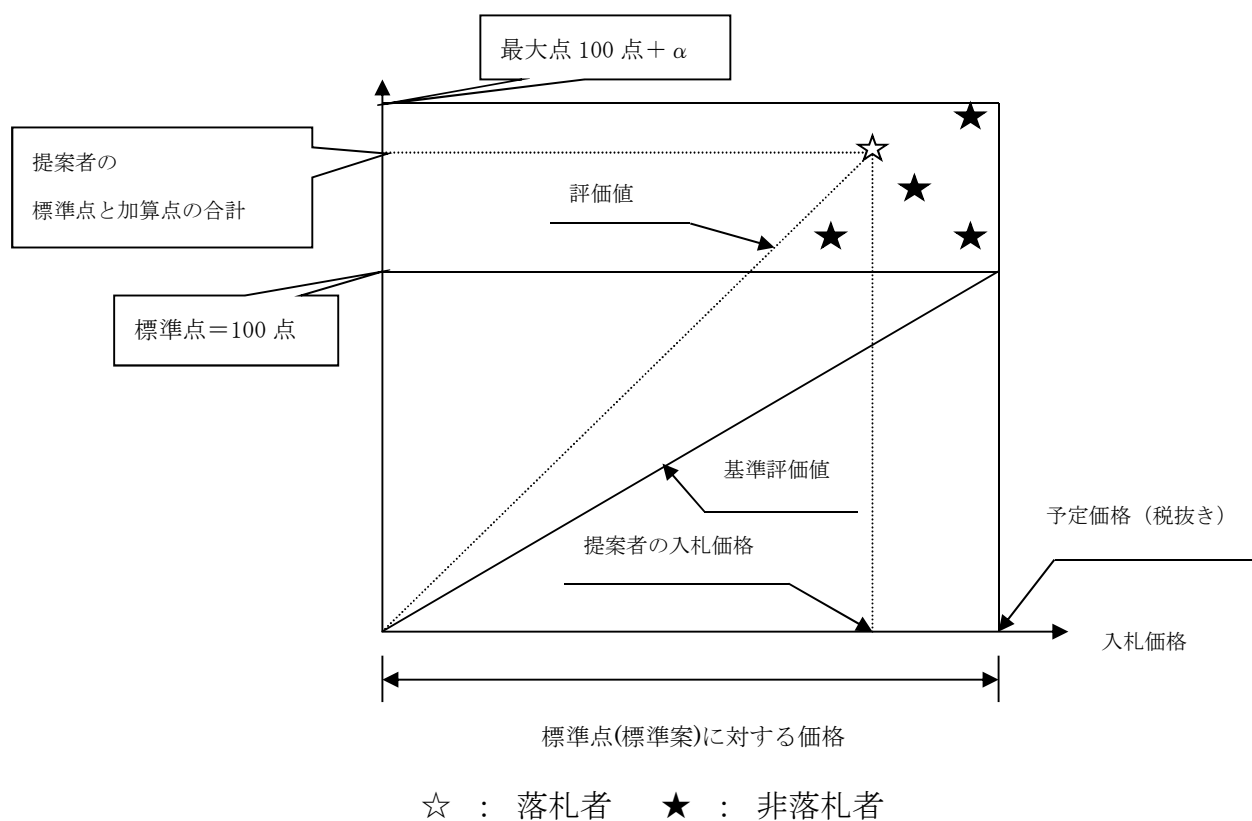 最大点 100 点＋α
提案者の
標準点と加算点の合計
評価値
標準点＝100 点
基準評価値
予定価格（税抜き）
提案者の入札価格
入札価格
標準点(標準案)に対する価格
☆ ： 落札者 ★ ： 非落札者